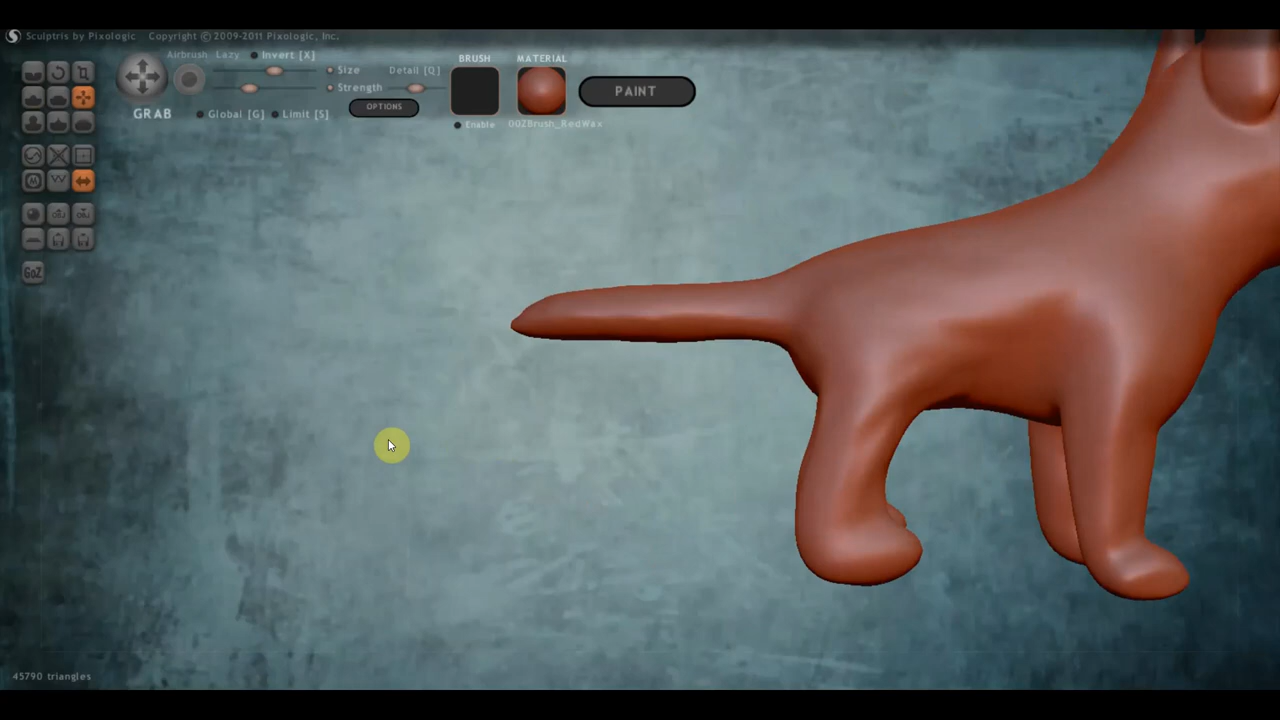 Sculptris by Pixologic Copyright ©2009-2011 Pixologic, Inc.
Airbrush Lazy Invert [X]
Size Detail [Q]
Strength
OPTIONS
GRAB Global [G] Limit [S]
BRUSH
Enable
MATERIAL
00ZBrush_RedWax
PAINT
GoZ
45790 triangles